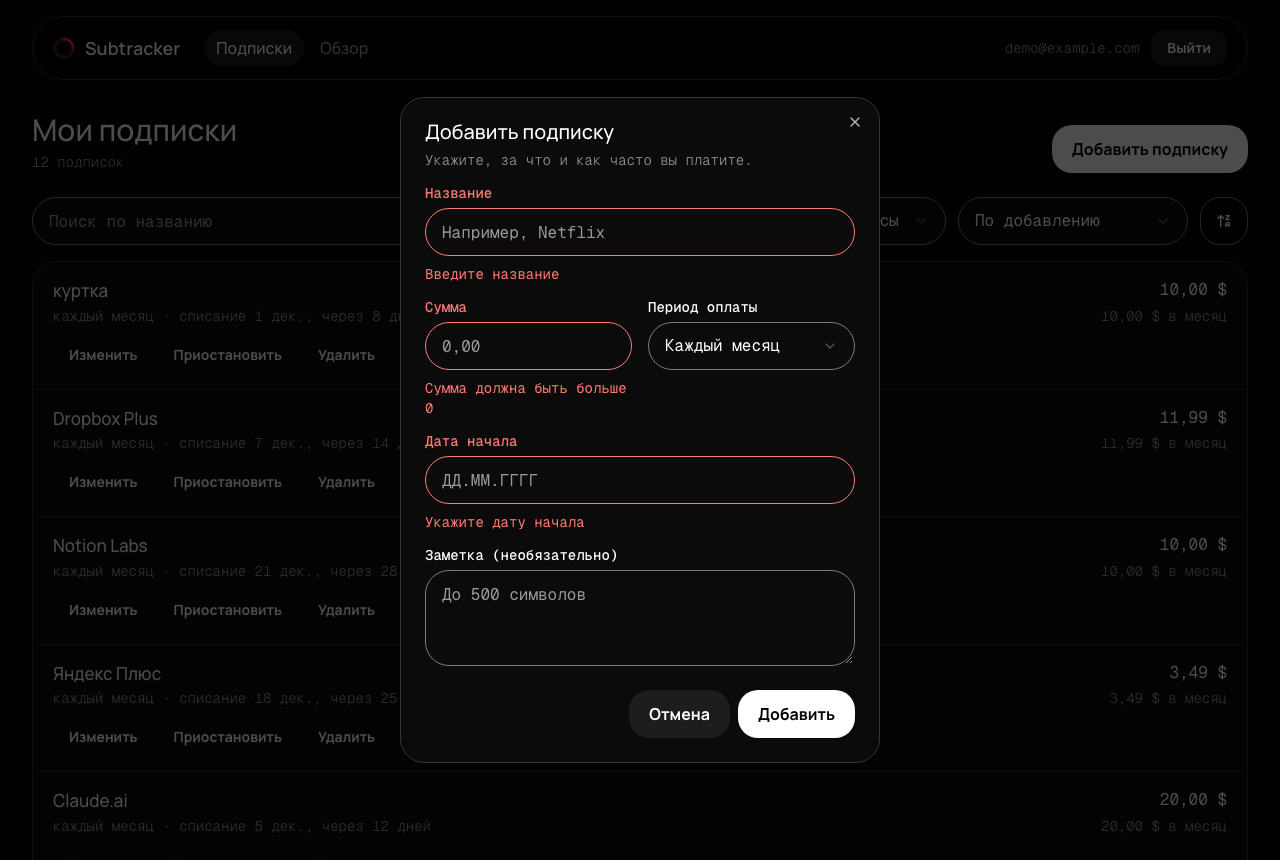 Subtracker
Подписки
Обзор
demo@example.com
Выйти
Мои подписки
12 подписок
Добавить подписку
Поиск по названию
сы
По добавлению
Добавить подписку
Укажите, за что и как часто вы платите.
Название
Например, Netflix
Введите название
Сумма
Период оплаты
0,00
Каждый месяц
Сумма должна быть больше
0
Дата начала
ДД.ММ.ГГГГ
Укажите дату начала
Заметка (необязательно)
До 500 символов
Отмена
Добавить
куртка
10,00 $
каждый месяц · списание 1 дек., через 8
10,00 $ в месяц
Изменить
Приостановить
Удалить
Dropbox Plus
11,99 $
каждый месяц · списание 7 дек., через 14
11,99 $ в месяц
Изменить
Приостановить
Удалить
Notion Labs
10,00 $
каждый месяц · списание 21 дек., через 28
10,00 $ в месяц
Изменить
Приостановить
Удалить
Яндекс Плюс
3,49 $
каждый месяц · списание 18 дек., через 25
3,49 $ в месяц
Изменить
Приостановить
Удалить
Claude.ai
20,00 $
каждый месяц · списание 5 дек., через 12 дней
20,00 $ в месяц